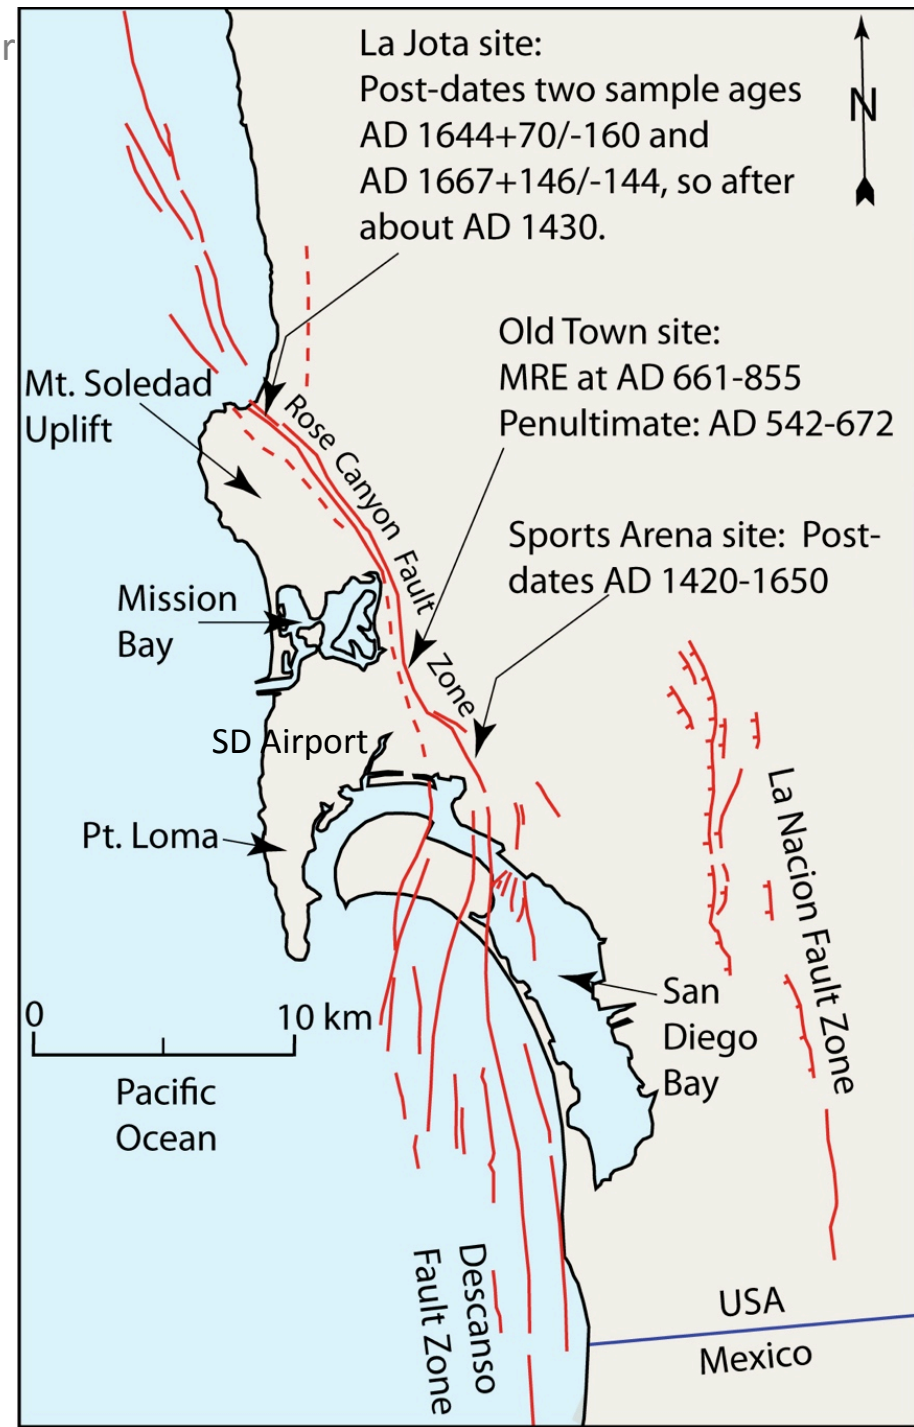 r
La Jota site:
Post-dates two sample ages
AD 1644+70/-160 and
AD 1667+146/-144, so after
about AD 1430.
N
Old Town site:
MRE at AD 661-855
Penultimate: AD 542-672
Mt. Soledad
Uplift
Rose Canyon Fault Zone
Sports Arena site: Post-
dates AD 1420-1650
Mission
Bay
SD Airport
La Nacion Fault Zone
Pt. Loma
San
Diego
Bay
0 10 km
Pacific
Ocean
Descanso
Fault Zone
USA
Mexico